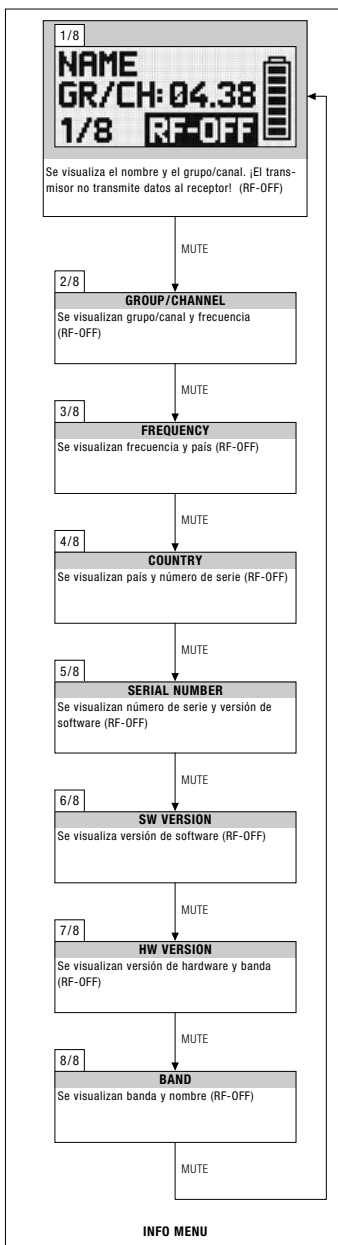 1/8
NAME
GR/CH: 04.38
1/8 RF-OFF
Se visualiza el nombre y el grupo/canal. ¡El trans-
misor no transmite datos al receptor! (RF-OFF)
MUTE
2/8
GROUP/CHANNEL
Se visualizan grupo/canal y frecuencia
(RF-OFF)
MUTE
3/8
FREQUENCY
Se visualizan frecuencia y país (RF-OFF)
MUTE
4/8
COUNTRY
Se visualizan país y número de serie (RF-OFF)
MUTE
5/8
SERIAL NUMBER
Se visualizan número de serie y versión de
software (RF-OFF)
MUTE
6/8
SW VERSION
Se visualiza versión de software (RF-OFF)
MUTE
7/8
HW VERSION
Se visualizan versión de hardware y banda
(RF-OFF)
MUTE
8/8
BAND
Se visualizan banda y nombre (RF-OFF)
MUTE
INFO MENU